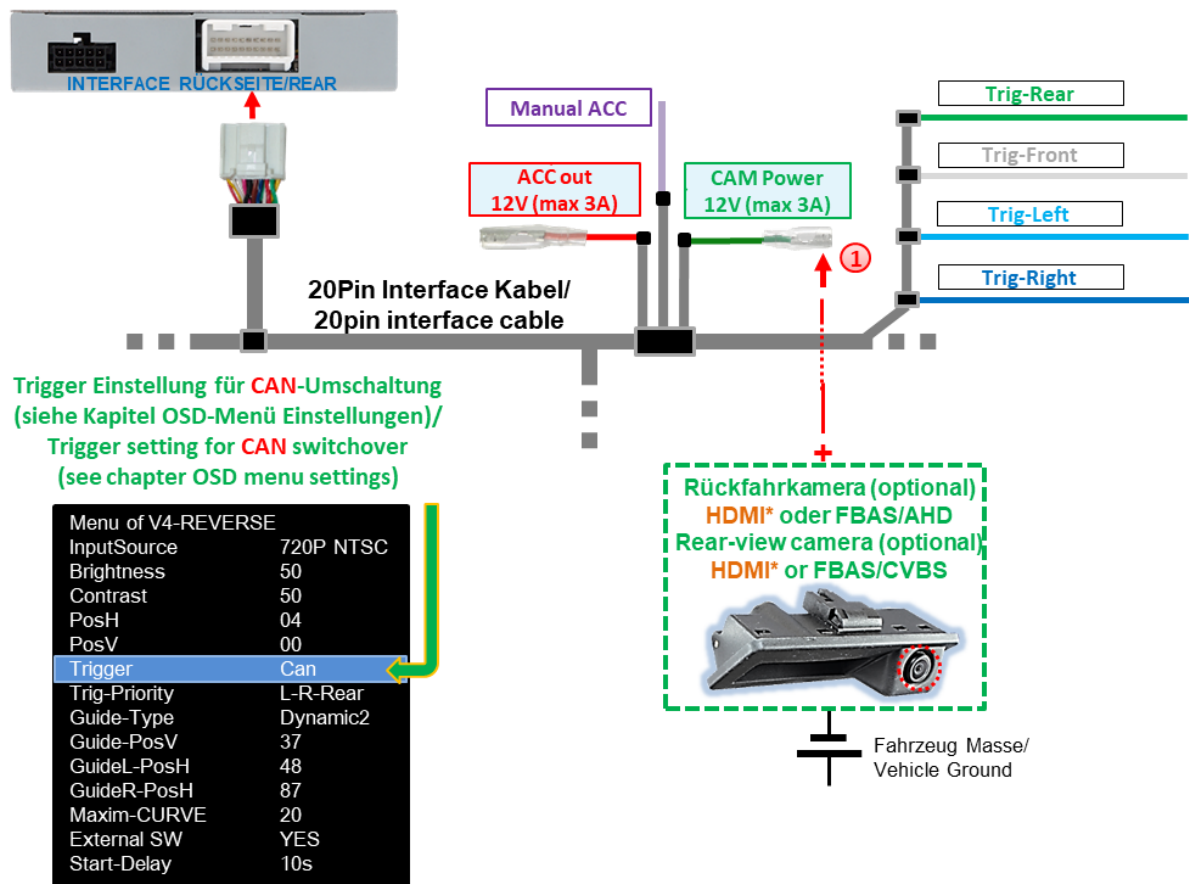 INTERFACE RÜCKSEITE/REAR
Manual ACC
ACC out
12V (max 3A)
CAM Power
12V (max 3A)
Trig-Rear
Trig-Front
Trig-Left
Trig-Right
1
20Pin Interface Kabel/
20pin interface cable
Trigger Einstellung für CAN-Umschaltung
(siehe Kapitel OSD-Menü Einstellungen)/
Trigger setting for CAN switchover
(see chapter OSD menu settings)
Menu of V4-REVERSE
InputSource 720P NTSC
Brightness 50
Contrast 50
PosH 04
PosV 00
Trigger Can
Trig-Priority L-R-Rear
Guide-Type Dynamic2
Guide-PosV 37
GuideL-PosH 48
GuideR-PosH 87
Maxim-CURVE 20
External SW YES
Start-Delay 10s
+
Rückfahrkamera (optional)
HDMI* oder FBAS/AHD
Rear-view camera (optional)
HDMI* or FBAS/CVBS
Fahrzeug Masse/
Vehicle Ground